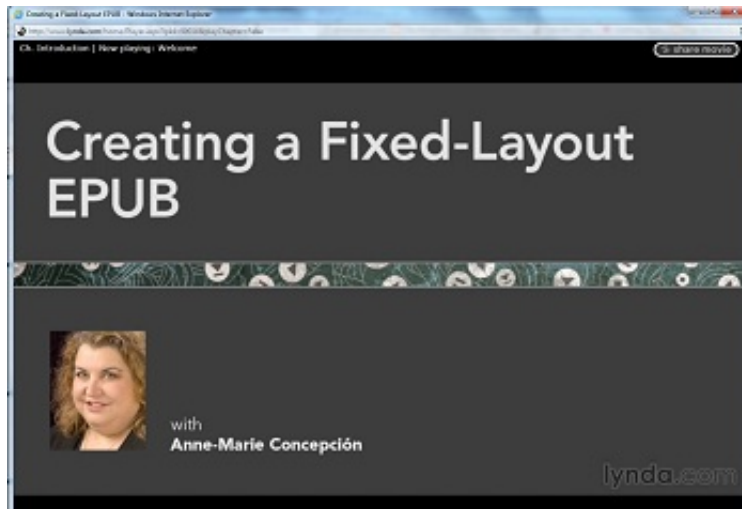 Creating a Fixed-Layout EPUB - Windows Internet Explorer
Ch. Introduction | Now playing: Welcome
share movie
Creating a Fixed-Layout
EPUB
with
Anne-Marie Concepción
lynda.com